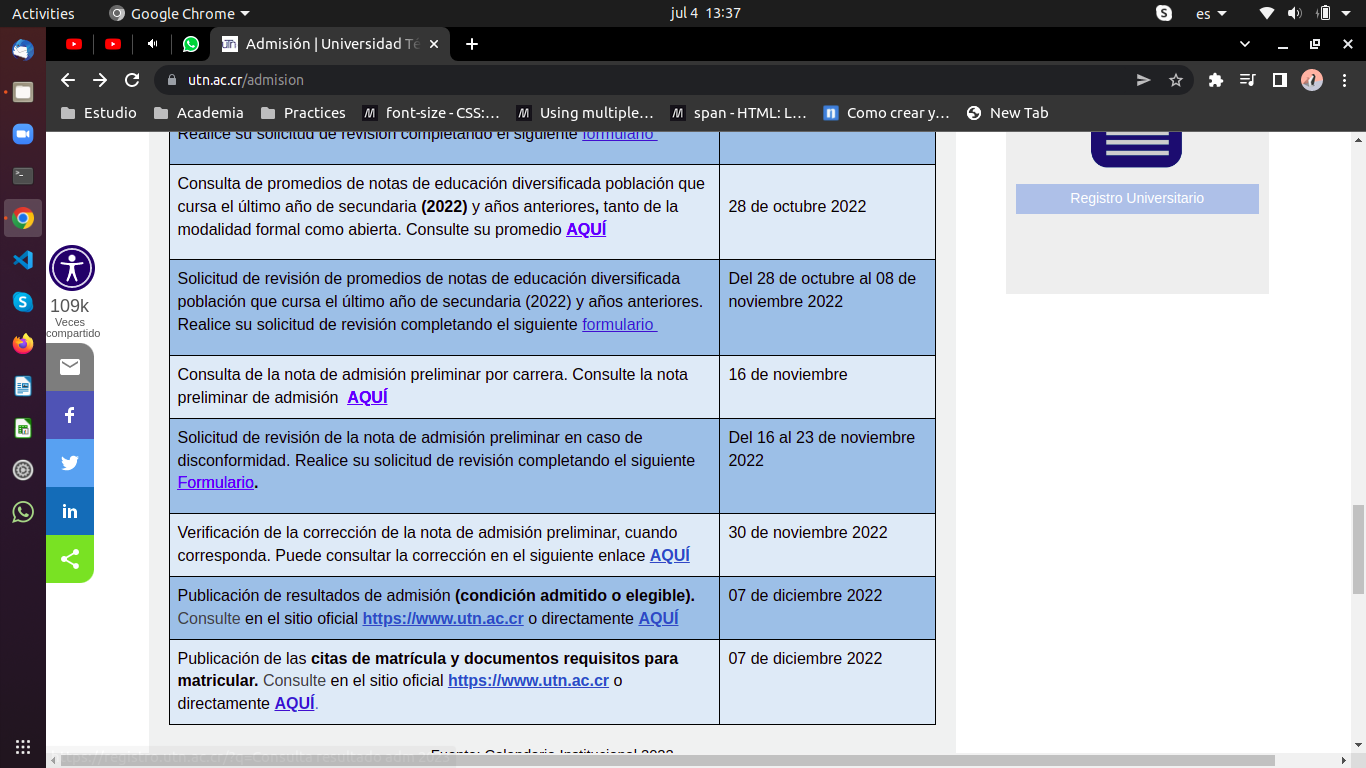 Activities
Google Chrome
jul 4 13:37
es
Admisión | Universidad Té
utn.ac.cr/admision
Estudio
Academia
Practices
font-size - CSS:…
Using multiple…
span - HTML: L…
Como crear y…
New Tab
Realice su solicitud de revisión completando el siguiente formulario
Consulta de promedios de notas de educación diversificada población que
cursa el último año de secundaria (2022) y años anteriores, tanto de la
modalidad formal como abierta. Consulte su promedio AQUÍ
28 de octubre 2022
Solicitud de revisión de promedios de notas de educación diversificada
población que cursa el último año de secundaria (2022) y años anteriores.
Realice su solicitud de revisión completando el siguiente formulario
Del 28 de octubre al 08 de
noviembre 2022
Consulta de la nota de admisión preliminar por carrera. Consulte la nota
preliminar de admisión AQUÍ
16 de noviembre
Solicitud de revisión de la nota de admisión preliminar en caso de
disconformidad. Realice su solicitud de revisión completando el siguiente
Formulario.
Del 16 al 23 de noviembre
2022
Verificación de la corrección de la nota de admisión preliminar, cuando
corresponda. Puede consultar la corrección en el siguiente enlace AQUÍ
30 de noviembre 2022
Publicación de resultados de admisión (condición admitido o elegible).
Consulte en el sitio oficial https://www.utn.ac.cr o directamente AQUÍ
07 de diciembre 2022
Publicación de las citas de matrícula y documentos requisitos para
matricular. Consulte en el sitio oficial https://www.utn.ac.cr o
directamente AQUÍ.
07 de diciembre 2022
Fuente: Calendario Institucional 2022
Registro Universitario
109k
Veces
compartido
https://registro.utn.ac.cr/?q=Consulta resultado adm 2023